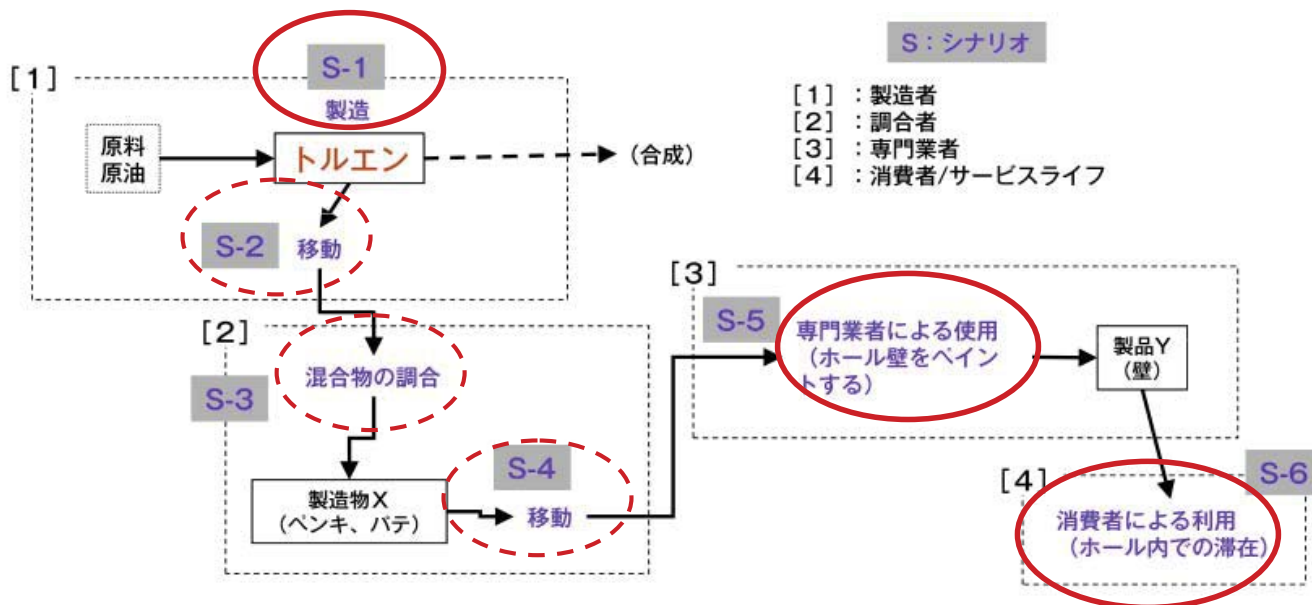 S：シナリオ
[1]：製造者
[2]：調合者
[3]：専門業者
[4]：消費者/サービスライフ
[1]
S-1
製造
原料
原油
トルエン
(合成)
S-2
移動
[2]
S-3
混合物の調合
製造物X
(ペンキ、パテ)
S-4
移動
[3]
S-5
専門業者による使用
(ホール壁をペイン
トする)
製品Y
(壁)
[4]
S-6
消費者による利用
(ホール内での滞在)